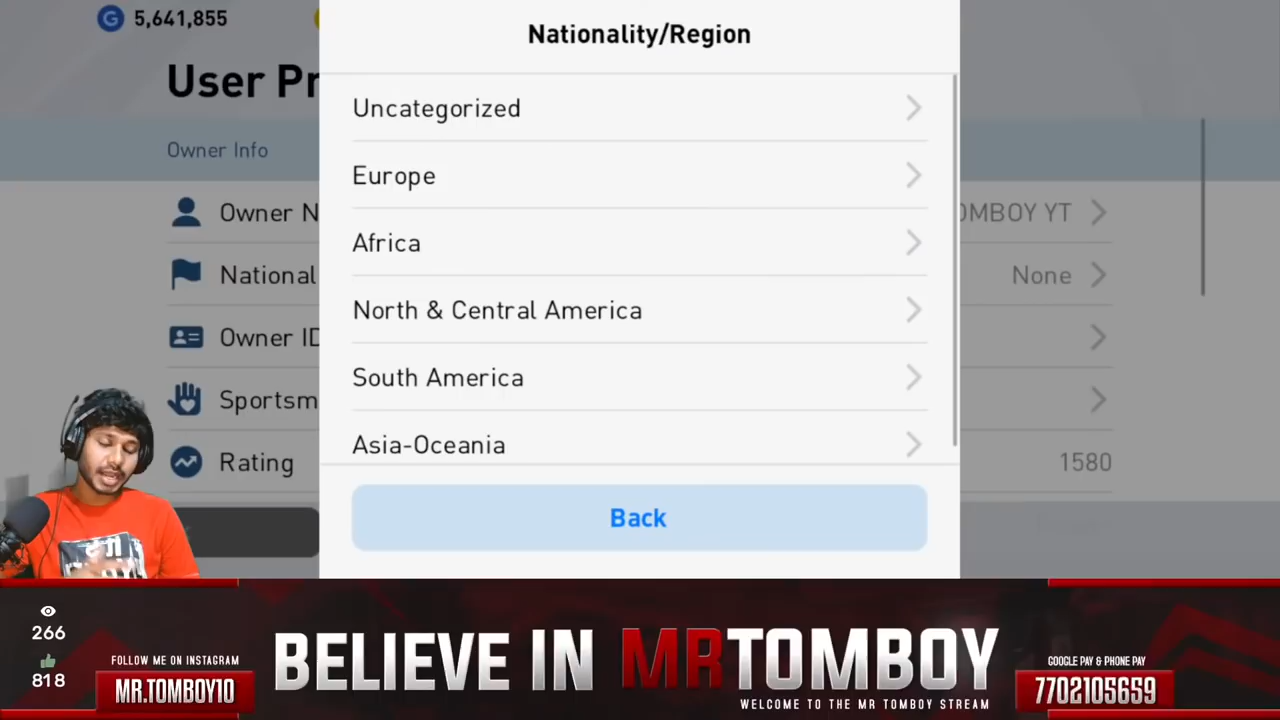 5,641,855
Nationality/Region
User Pr
Uncategorized
Owner Info
Europe
Owner N
OMBOY YT
Africa
National
None
North & Central America
Owner ID
South America
Sportsm
Asia-Oceania
Rating
1580
Back
266
818
FOLLOW ME ON INSTAGRAM
MR.TOMBOY10
BELIEVE IN MRTOMBOY
WELCOME TO THE MR TOMBOY STREAM
GOOGLE PAY & PHONE PAY
7702105659